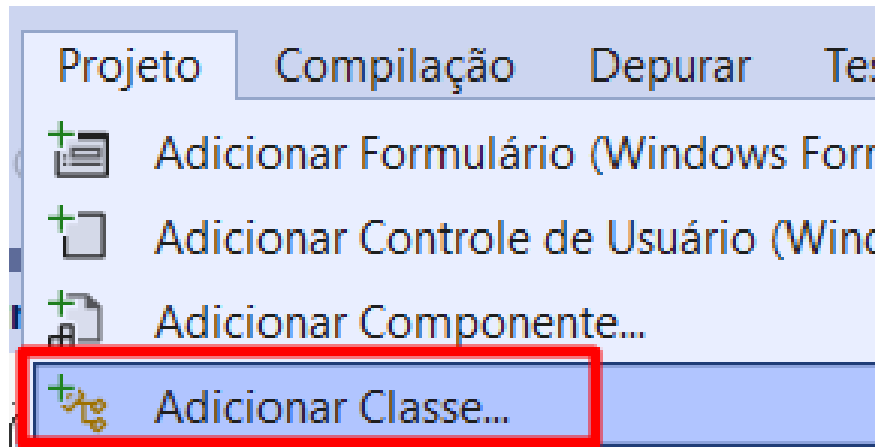 Projeto Compilação Depurar
Adicionar Formulário (Windows
Adicionar Controle de Usuário
Adicionar Componente...
Adicionar Classe...